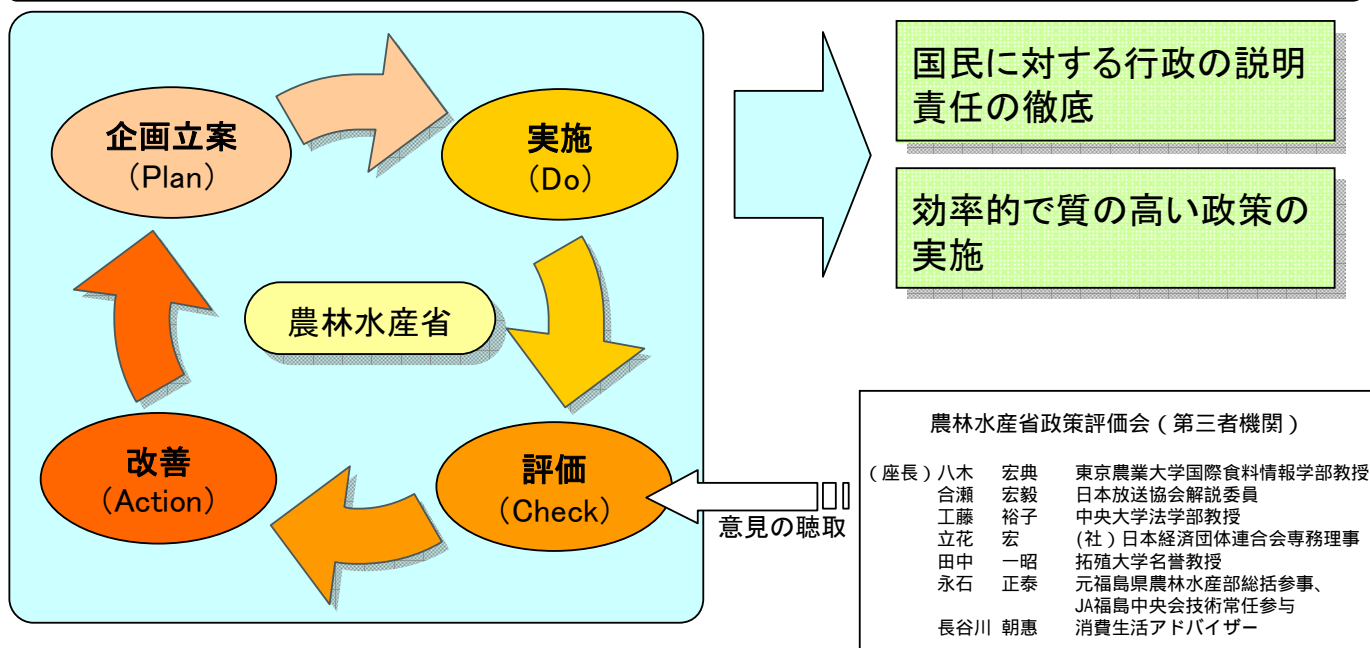 企画立案
(Plan)
実施
(Do)
農林水産省
改善
(Action)
評価
(Check)
国民に対する行政の説明
責任の徹底
効率的で質の高い政策の
実施
意見の聴取
農林水産省政策評価会(第三者機関)
(座長)八木 宏典 東京農業大学国際食料情報学部教授
合瀬 宏毅 日本放送協会解説委員
工藤 裕子 中央大学法学部教授
立花 宏 (社)日本経済団体連合会専務理事
田中 一昭 拓殖大学名誉教授
永石 正泰 元福島県農林水産部総括参事、
JA福島中央会技術常任参与
長谷川 朝惠 消費生活アドバイザー